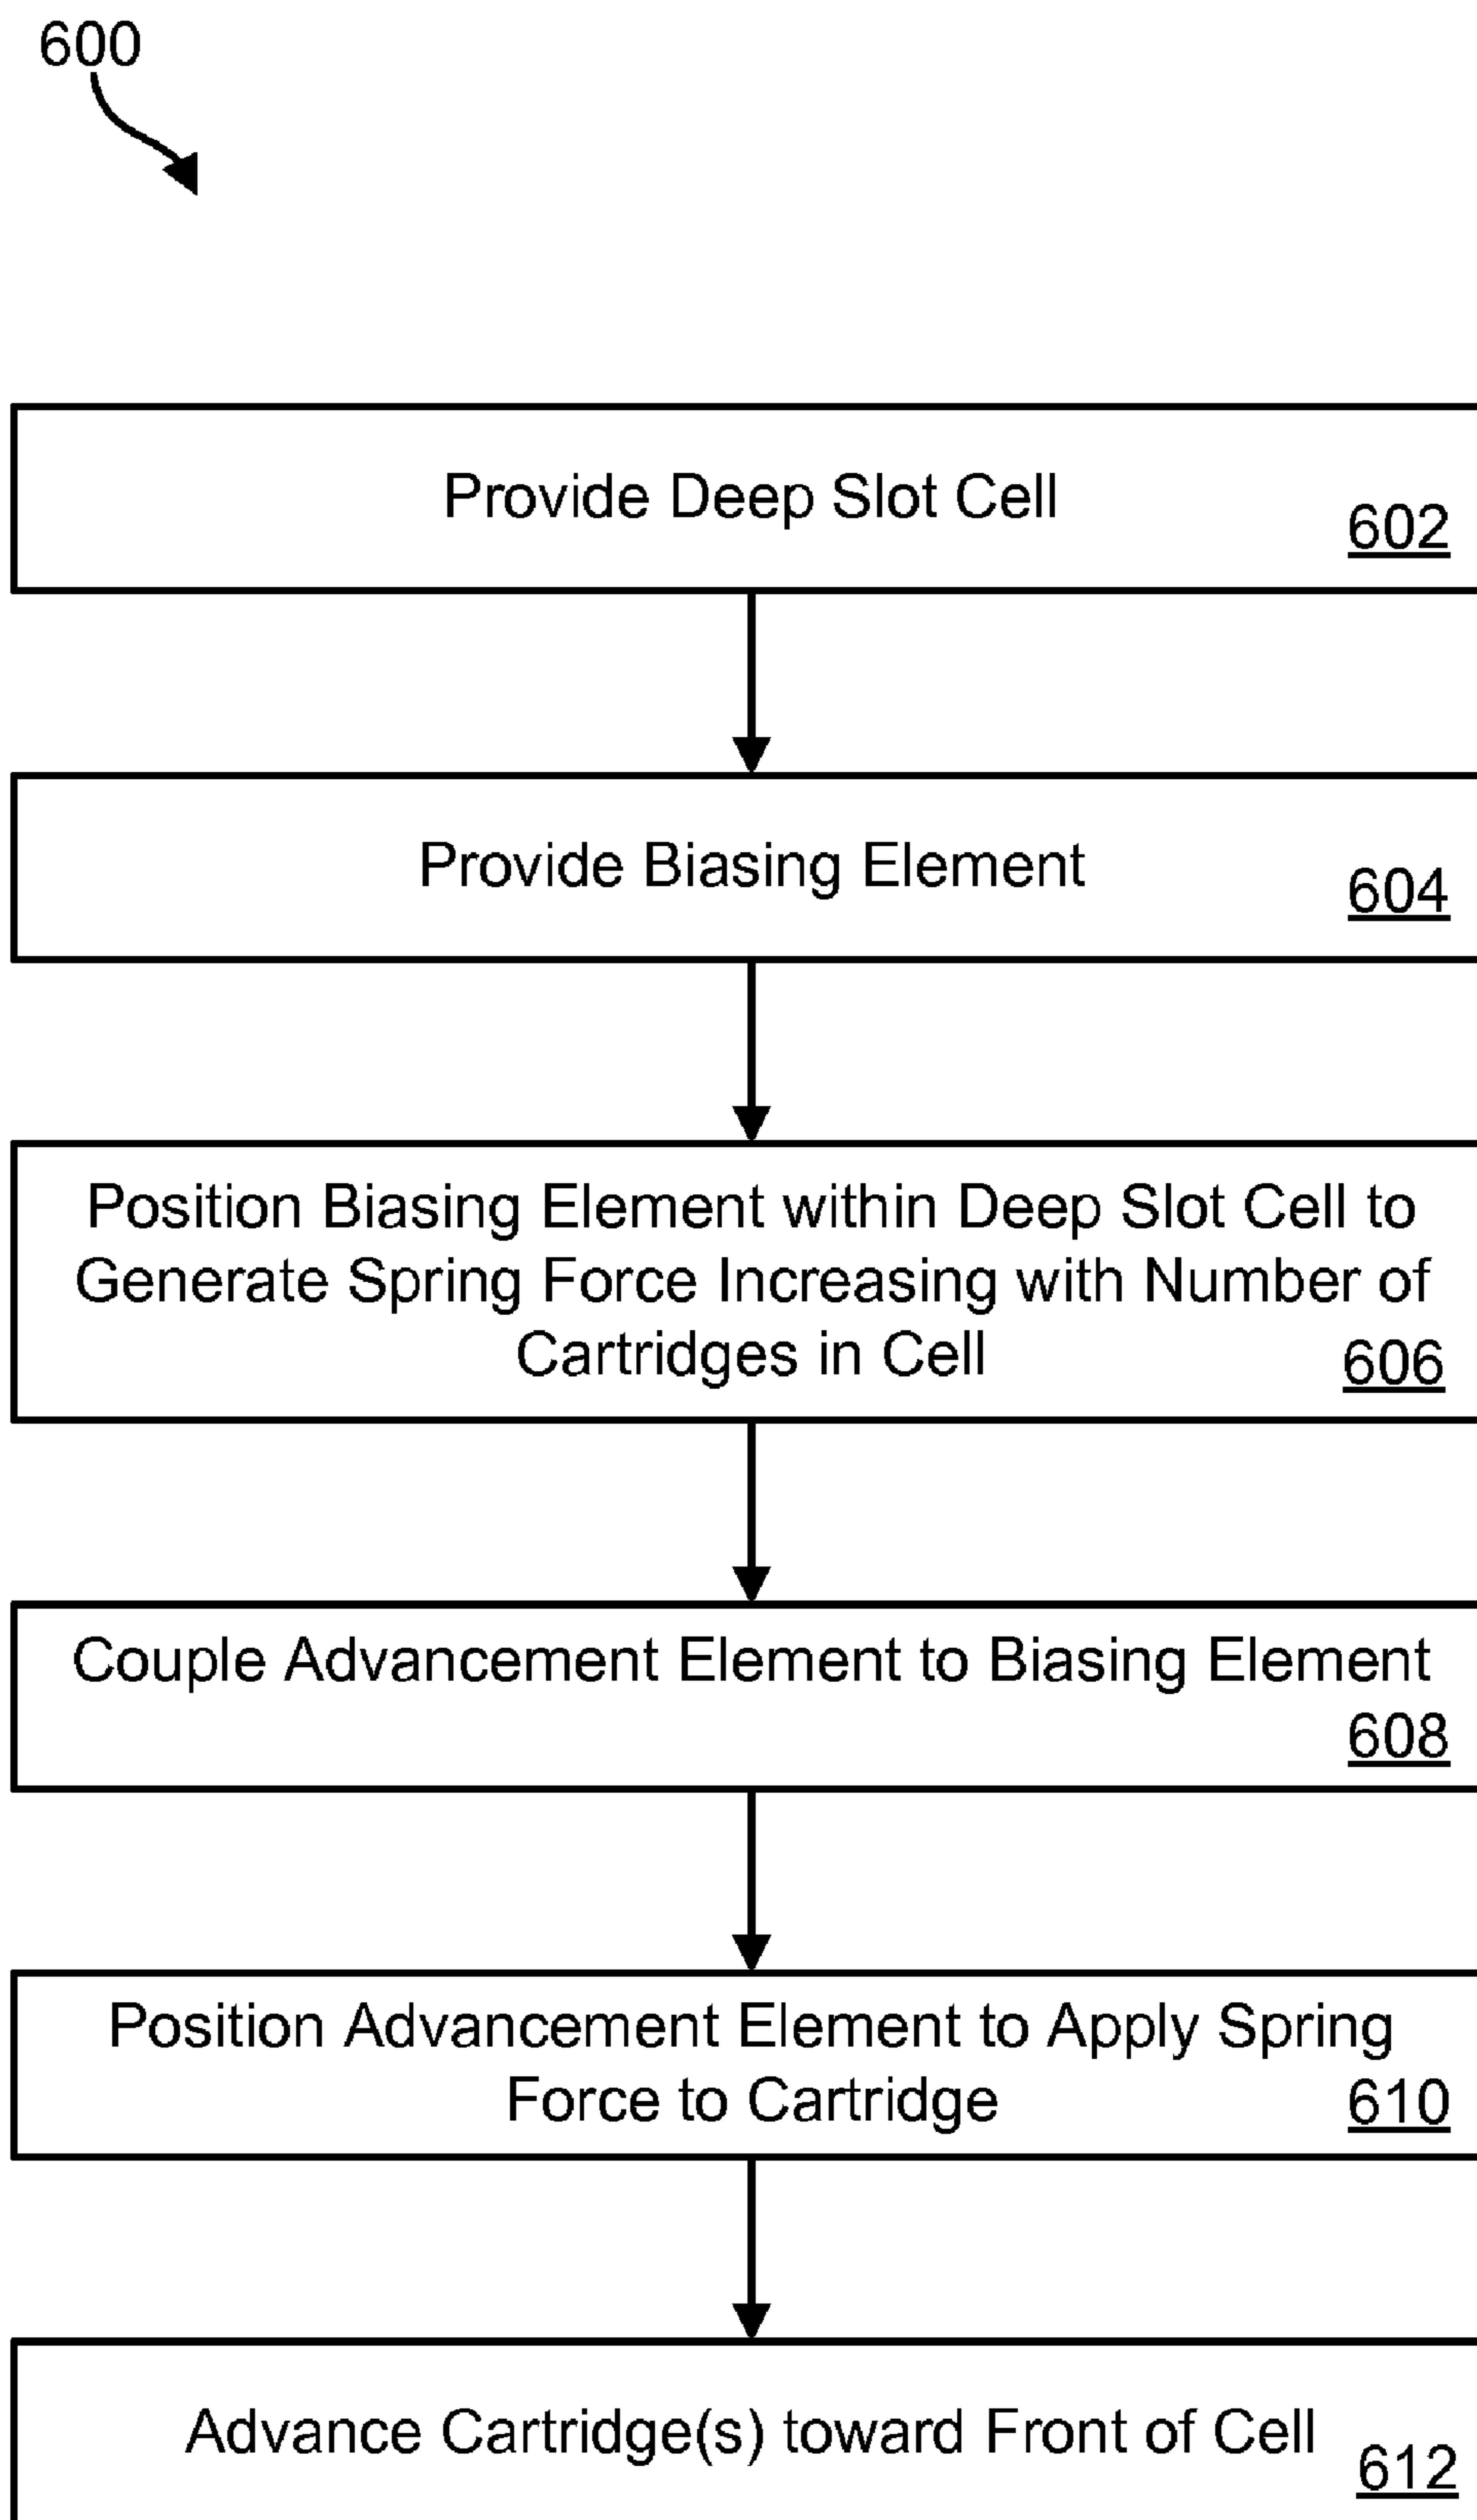 600
Provide Deep Slot Cell
602
Provide Biasing Element
604
Position Biasing Element within Deep Slot Cell to
Generate Spring Force Increasing with Number of
Cartridges in Cell
606
Couple Advancement Element to Biasing Element
608
Position Advancement Element to Apply Spring
Force to Cartridge
610
Advance Cartridge(s) toward Front of Cell
612